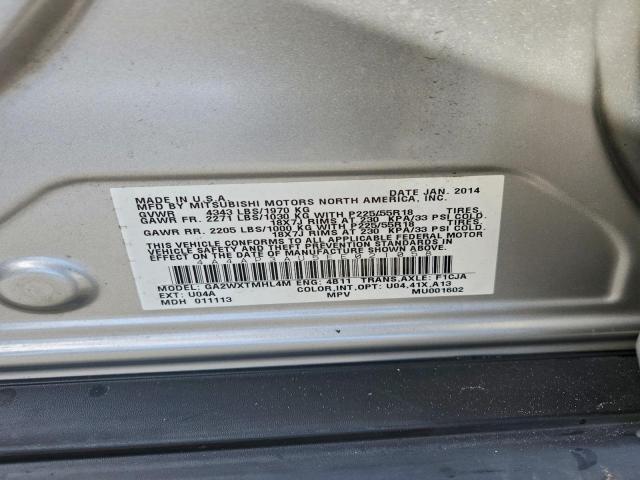 MADE IN U.S.A. DATE JAN. 2014
MFD BY MITSUBISHI MOTORS NORTH AMERICA, INC.
GVWR 4343 LBS/1970 KG
GAWR FR. 2271 LBS/1030 KG WITH P225/55R18 TIRES,
18X7J RIMS AT 230 KPA/33 PSI COLD
GAWR RR. 2205 LBS/1000 KG WITH P225/55R18 TIRES,
18X7J RIMS AT 230 KPA/33 PSI COLD.
THIS VEHICLE CONFORMS TO ALL APPLICABLE FEDERAL MOTOR
VEHICLE SAFETY AND THEFT PREVENTION STANDARDS
IN EFFECT ON THE DATE OF MANUFACTURE SHOWN ABOVE.
MODEL: GA2WXTMHL4M ENG: 4B11 TRANS,AXLE: F1CJA
EXT: U04A COLOR,INT,OPT: U04,41X,A13
MDH 011113 MPV MU001602